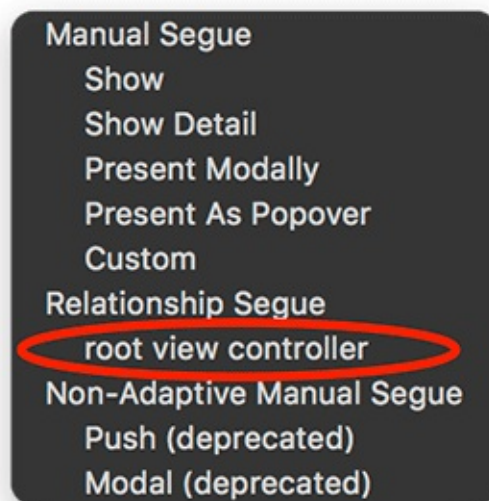 Manual Segue
Show
Show Detail
Present Modally
Present As Popover
Custom
Relationship Segue
root view controller
Non-Adaptive Manual Segue
Push (deprecated)
Modal (deprecated)